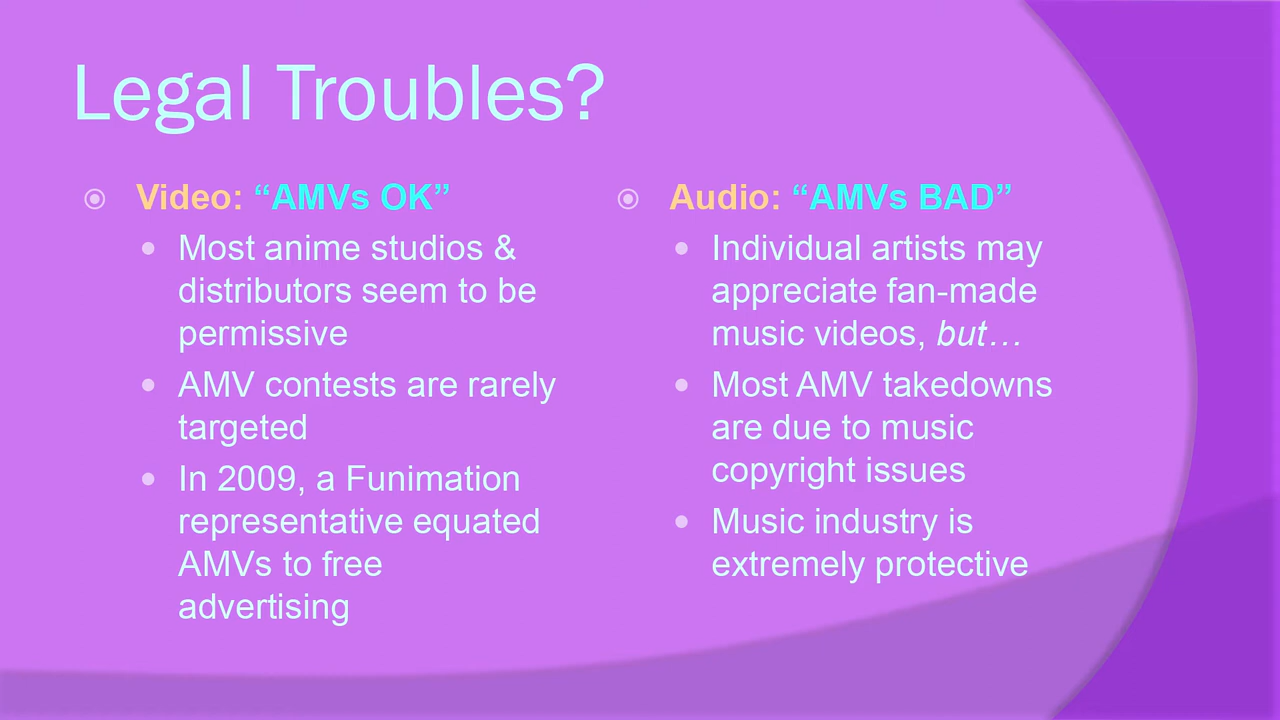 Legal Troubles?
Video: “AMVs OK”
Most anime studios &
distributors seem to be
permissive
AMV contests are rarely
targeted
In 2009, a Funimation
representative equated
AMVs to free
advertising
Audio: “AMVs BAD”
Individual artists may
appreciate fan-made
music videos, but…
Most AMV takedowns
are due to music
copyright issues
Music industry is
extremely protective